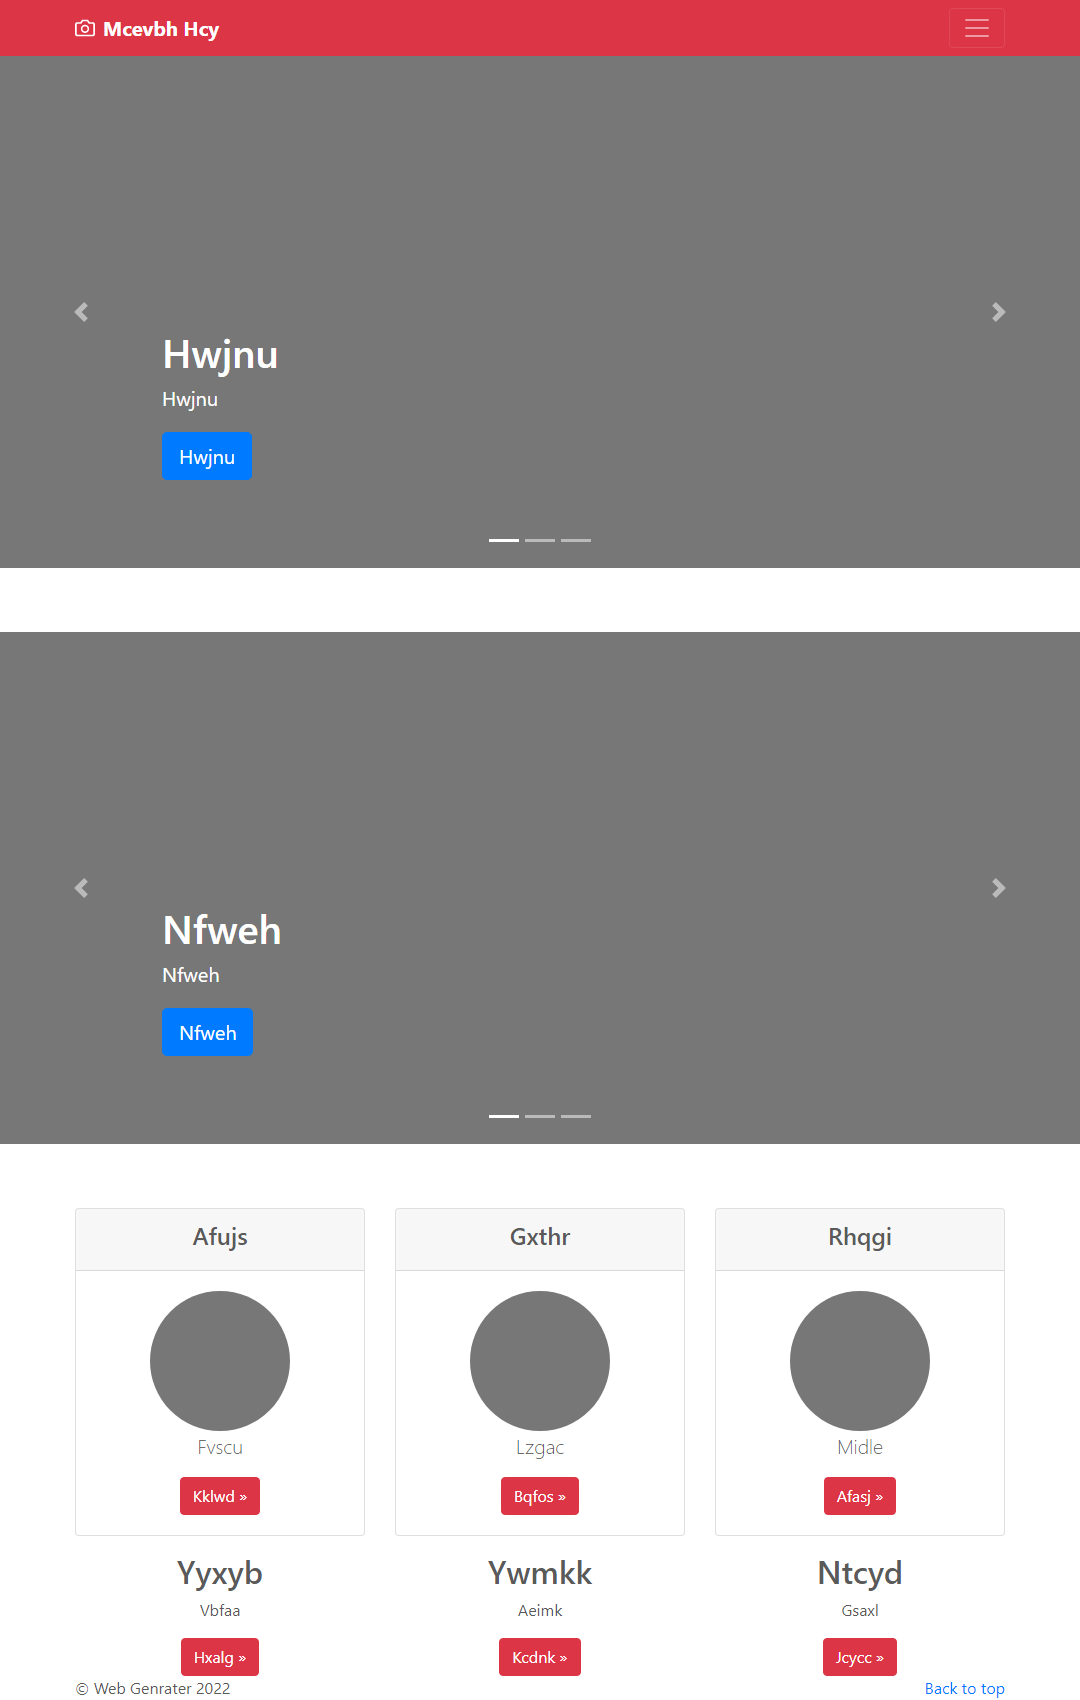 Mcevbh Hcy
Hwjnu
Hwjnu
Hwjnu
Nfweh
Nfweh
Nfweh
Afujs
Gxthr
Rhqgi
Fvscu
Lzgac
Midle
Kklwd »
Bqfos »
Afasj »
Yyxyb
Ywmkk
Ntcyd
Vbfaa
Aeimk
Gsaxl
Hxalg »
Kcdnk »
Jcycc »
© Web Genrater 2022
Back to top